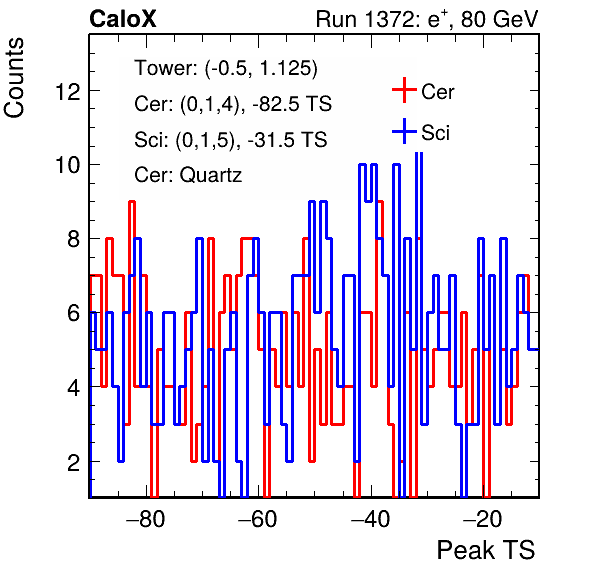 CaloX Run 1372: e⁺, 80 GeV
Counts
Tower: (-0.5, 1.125)
Cer: (0,1,4), -82.5 TS
Sci: (0,1,5), -31.5 TS
Cer: Quartz
Cer
Sci
12
10
8
6
4
2
−80 −60 −40 −20
Peak TS